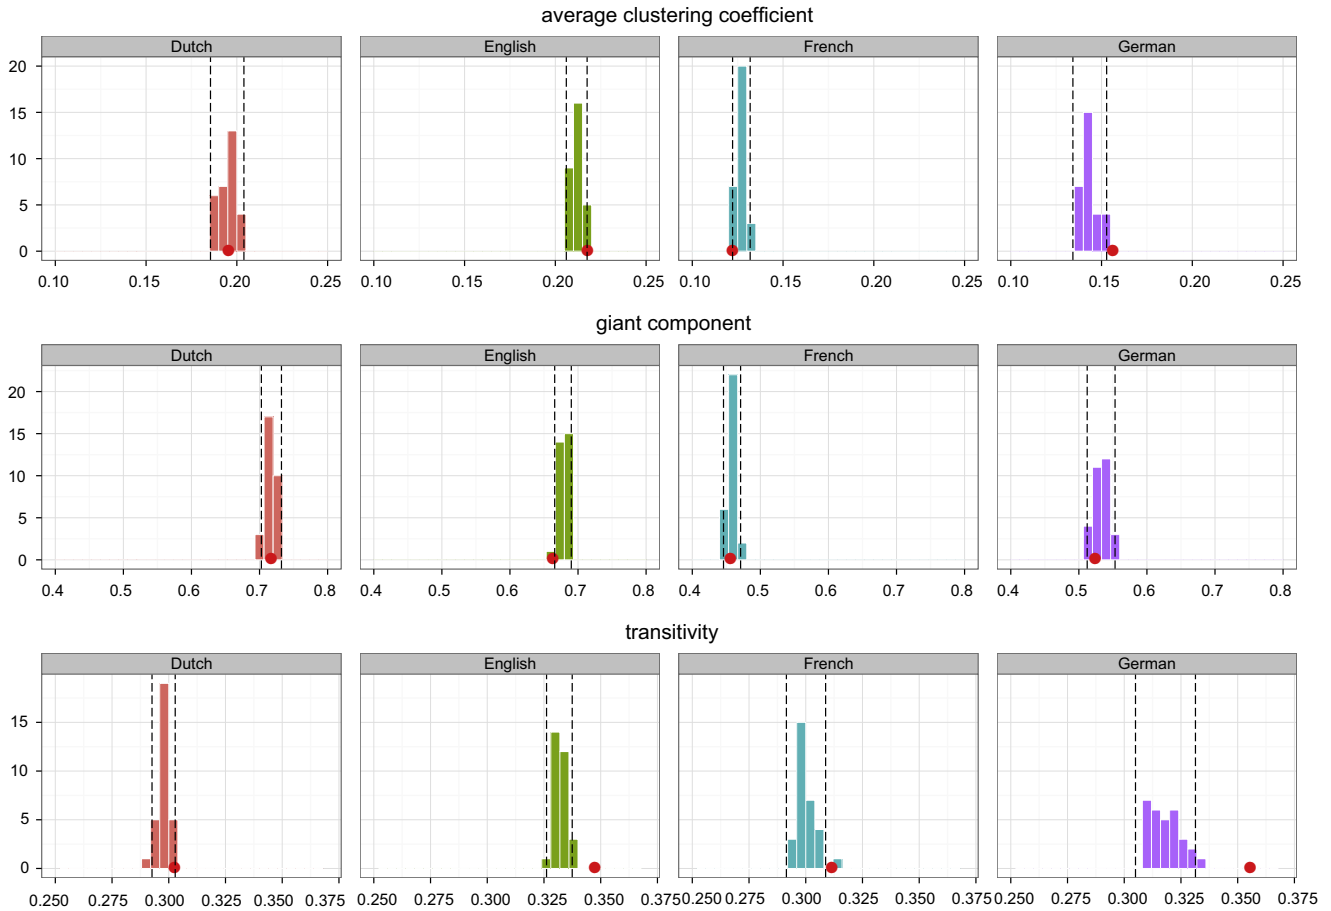 average clustering coefficient
Dutch English French German
20
15
10
5
0
0.10 0.15 0.20 0.25 0.10 0.15 0.20 0.25 0.10 0.15 0.20 0.25 0.10 0.15 0.20 0.25
giant component
Dutch English French German
20
15
10
5
0
0.4 0.5 0.6 0.7 0.8 0.4 0.5 0.6 0.7 0.8 0.4 0.5 0.6 0.7 0.8 0.4 0.5 0.6 0.7 0.8
transitivity
Dutch English French German
15
10
5
0
0.250 0.275 0.300 0.325 0.350 0.375 0.250 0.275 0.300 0.325 0.350 0.375 0.250 0.275 0.300 0.325 0.350 0.375 0.250 0.275 0.300 0.325 0.350 0.375